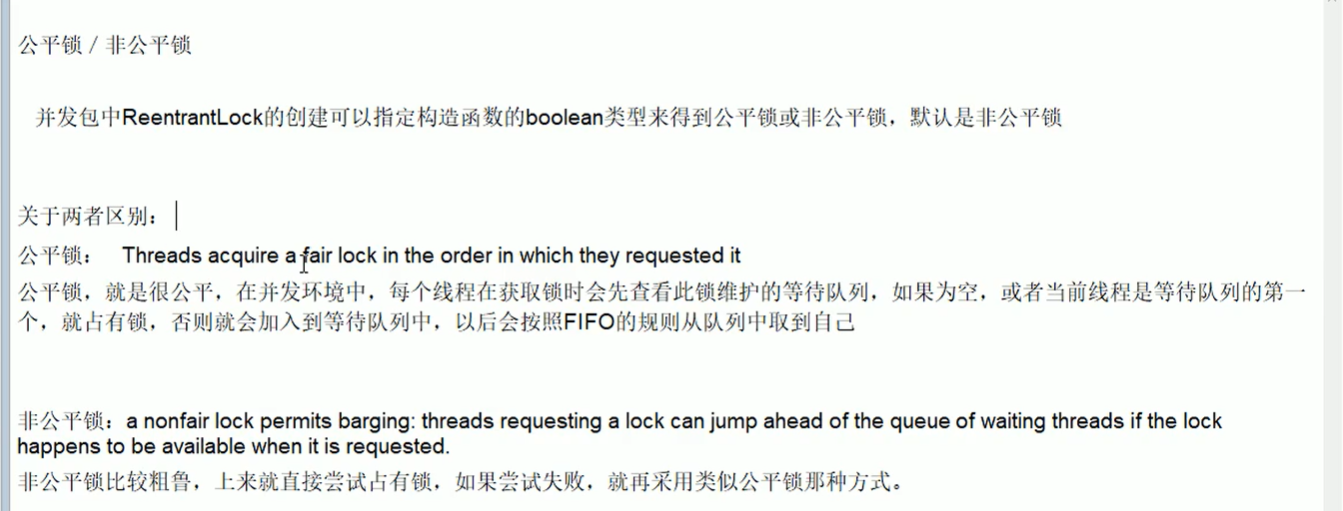 公平锁 / 非公平锁
并发包中ReentrantLock的创建可以指定构造函数的boolean类型来得到公平锁或非公平锁，默认是非公平锁
关于两者区别：
公平锁： Threads acquire a fair lock in the order in which they requested it
公平锁，就是很公平，在并发环境中，每个线程在获取锁时会先查看此锁维护的等待队列，如果为空，或者当前线程是等待队列的第一
个，就占有锁，否则就会加入到等待队列中，以后会按照FIFO的规则从队列中取到自己
非公平锁：a nonfair lock permits barging: threads requesting a lock can jump ahead of the queue of waiting threads if the lock
happens to be available when it is requested.
非公平锁比较粗鲁，上来就直接尝试占有锁，如果尝试失败，就再采用类似公平锁那种方式。